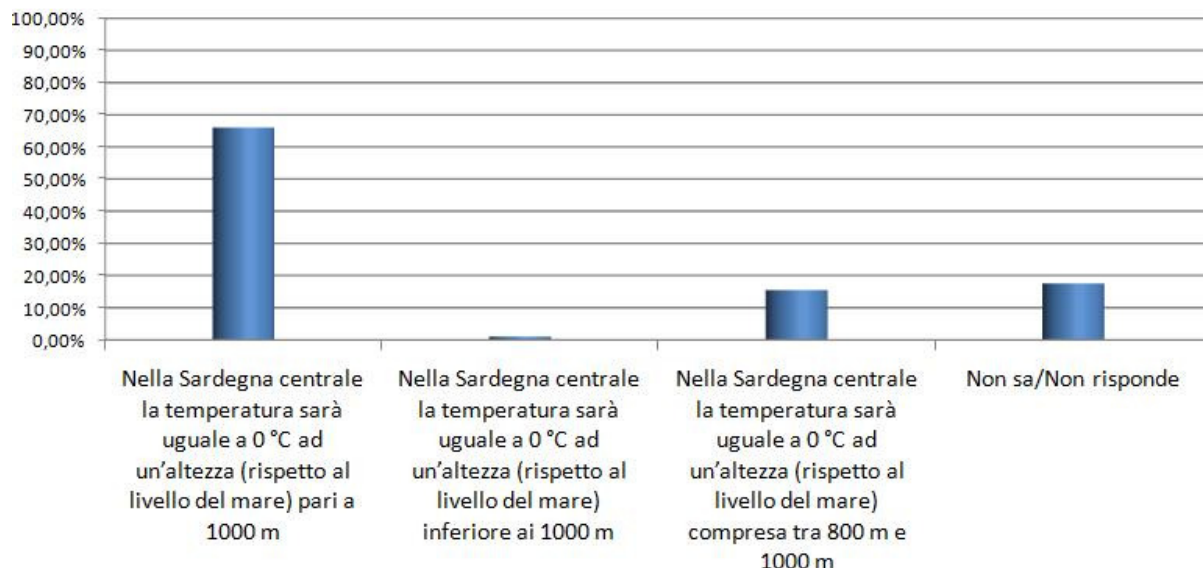 100,00%
90,00%
80,00%
70,00%
60,00%
50,00%
40,00%
30,00%
20,00%
10,00%
0,00%
Nella Sardegna centrale
la temperatura sarà
uguale a 0 °C ad
un’altezza (rispetto al
livello del mare) pari a
1000 m
Nella Sardegna centrale
la temperatura sarà
uguale a 0 °C ad
un’altezza (rispetto al
livello del mare)
inferiore ai 1000 m
Nella Sardegna centrale
la temperatura sarà
uguale a 0 °C ad
un’altezza (rispetto al
livello del mare)
compresa tra 800 m e
1000 m
Non sa/Non risponde